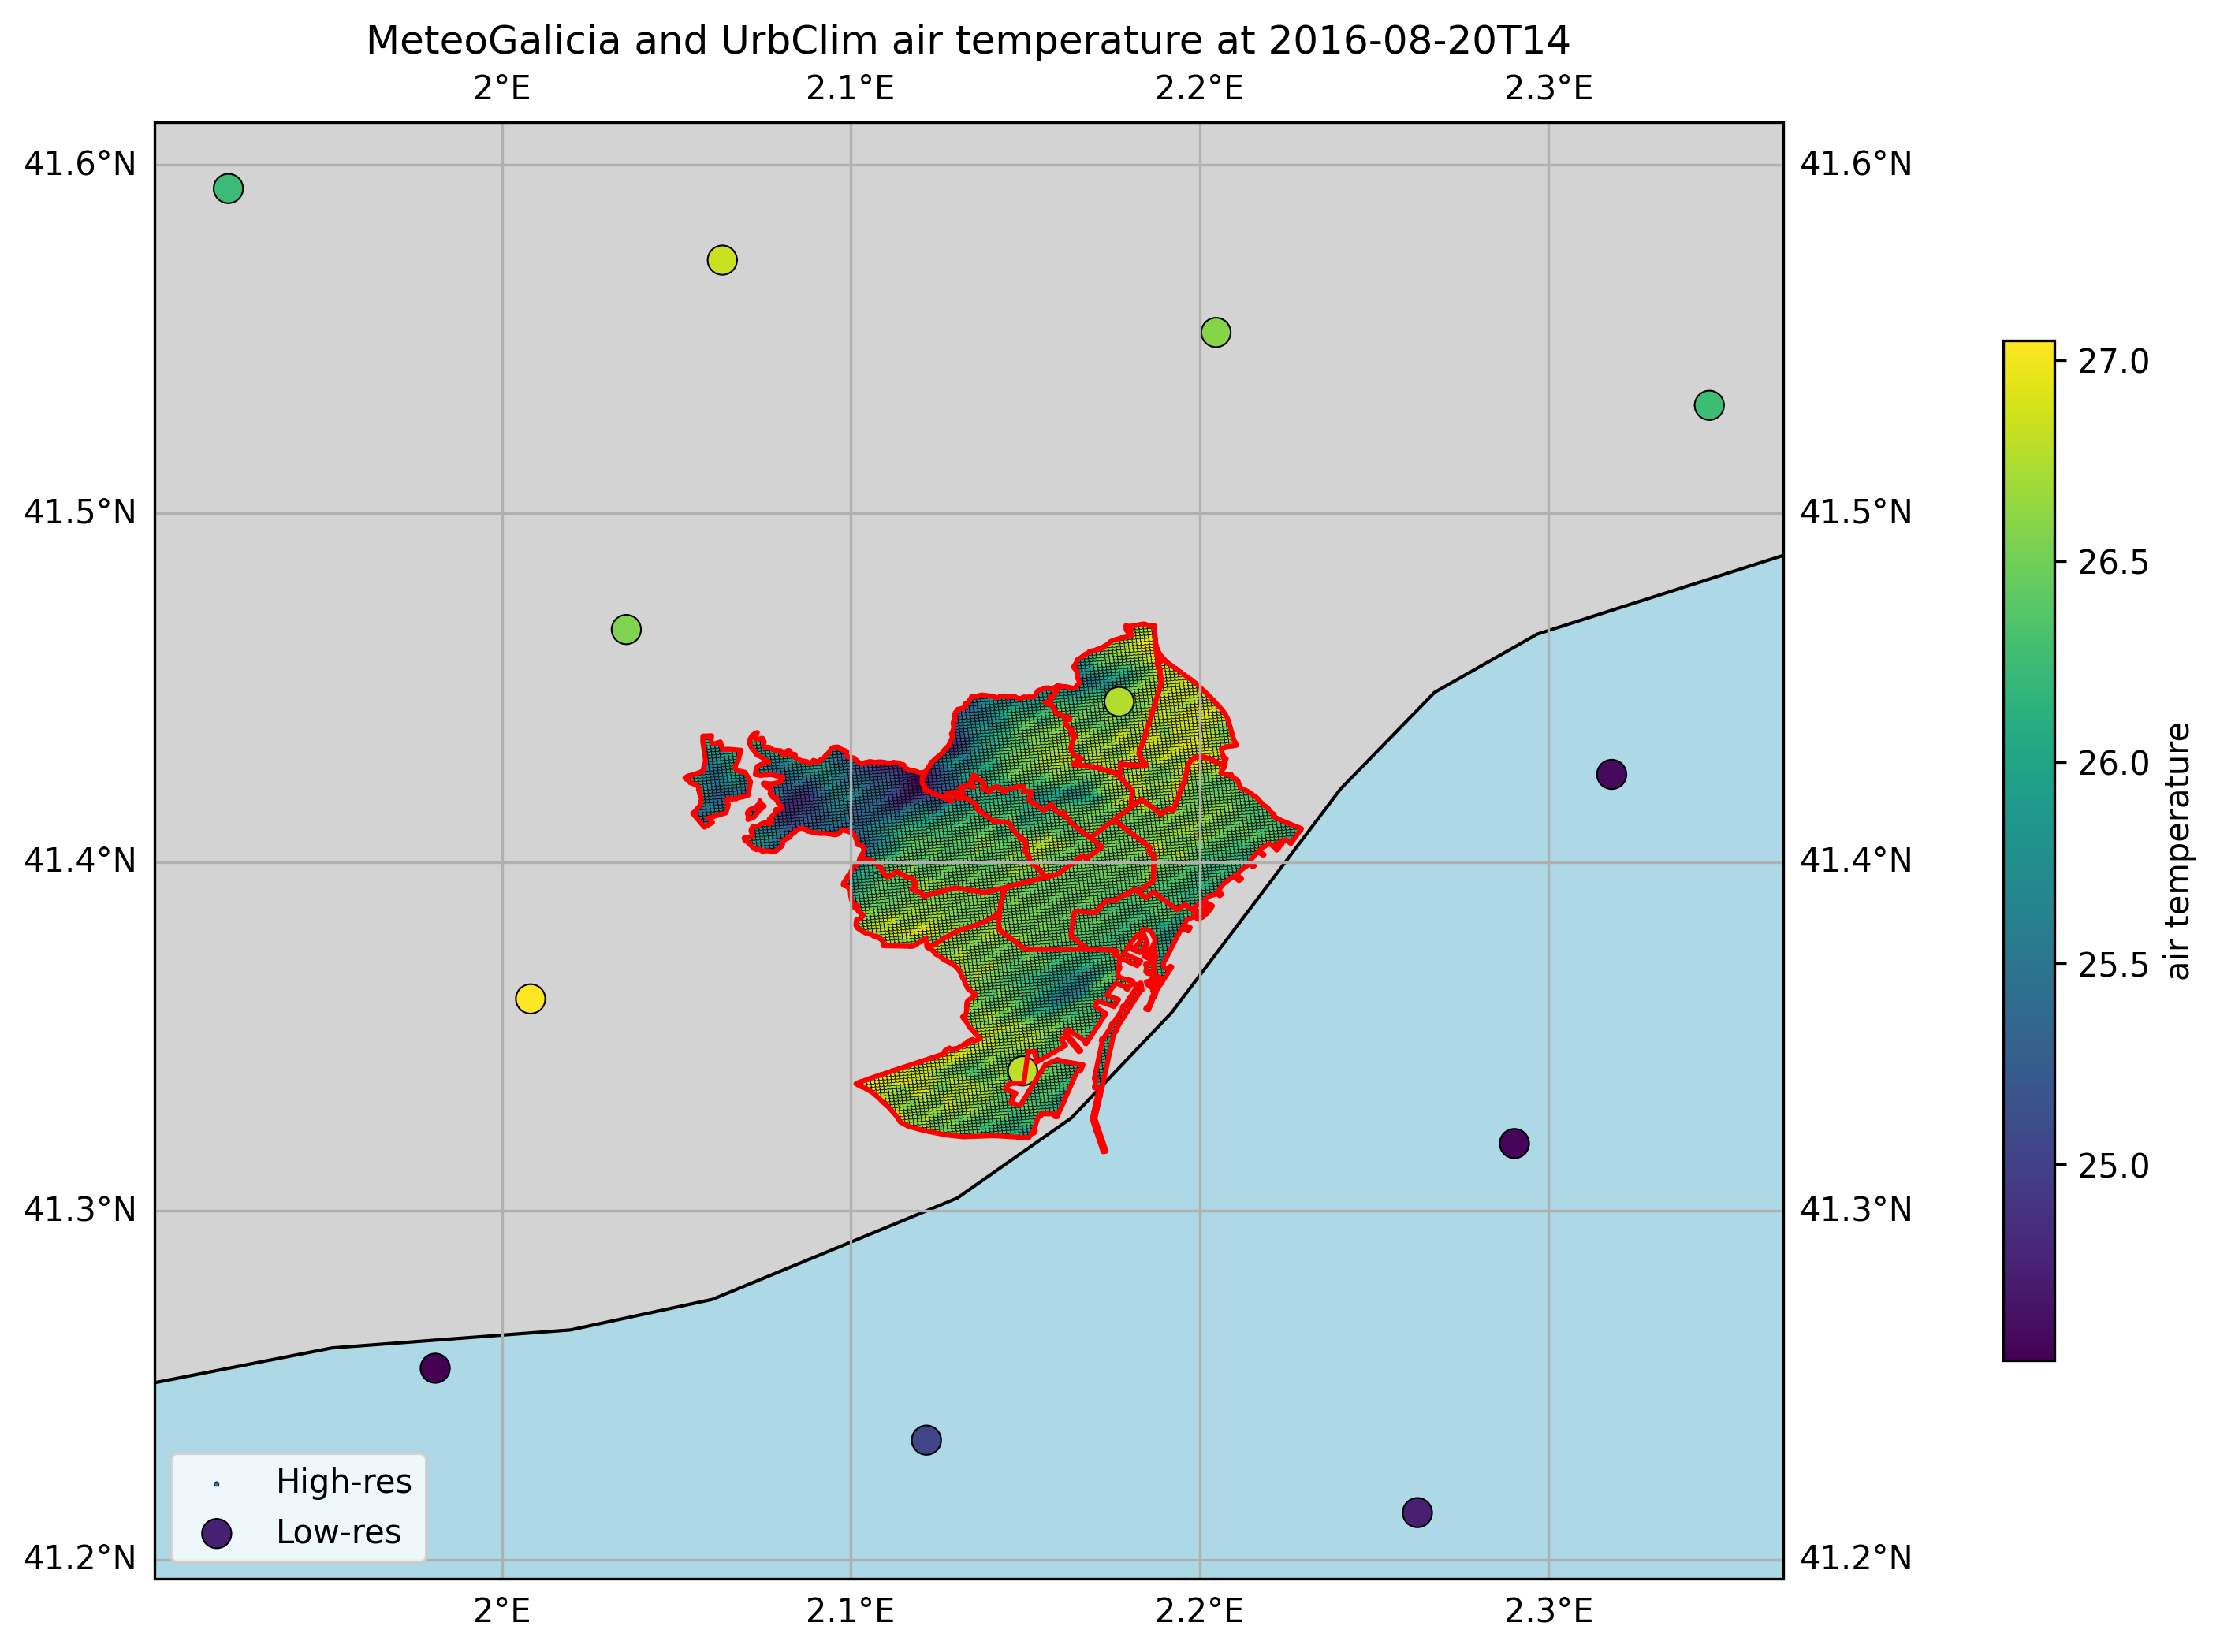 MeteoGalicia and UrbClim air temperature at 2016-08-20T14
2°E 2.1°E 2.2°E 2.3°E
41.6°N 41.6°N
41.5°N 41.5°N
41.4°N 41.4°N
41.3°N 41.3°N
41.2°N 41.2°N
2°E 2.1°E 2.2°E 2.3°E
High-res
Low-res
27.0
26.5
26.0
25.5
25.0
air temperature